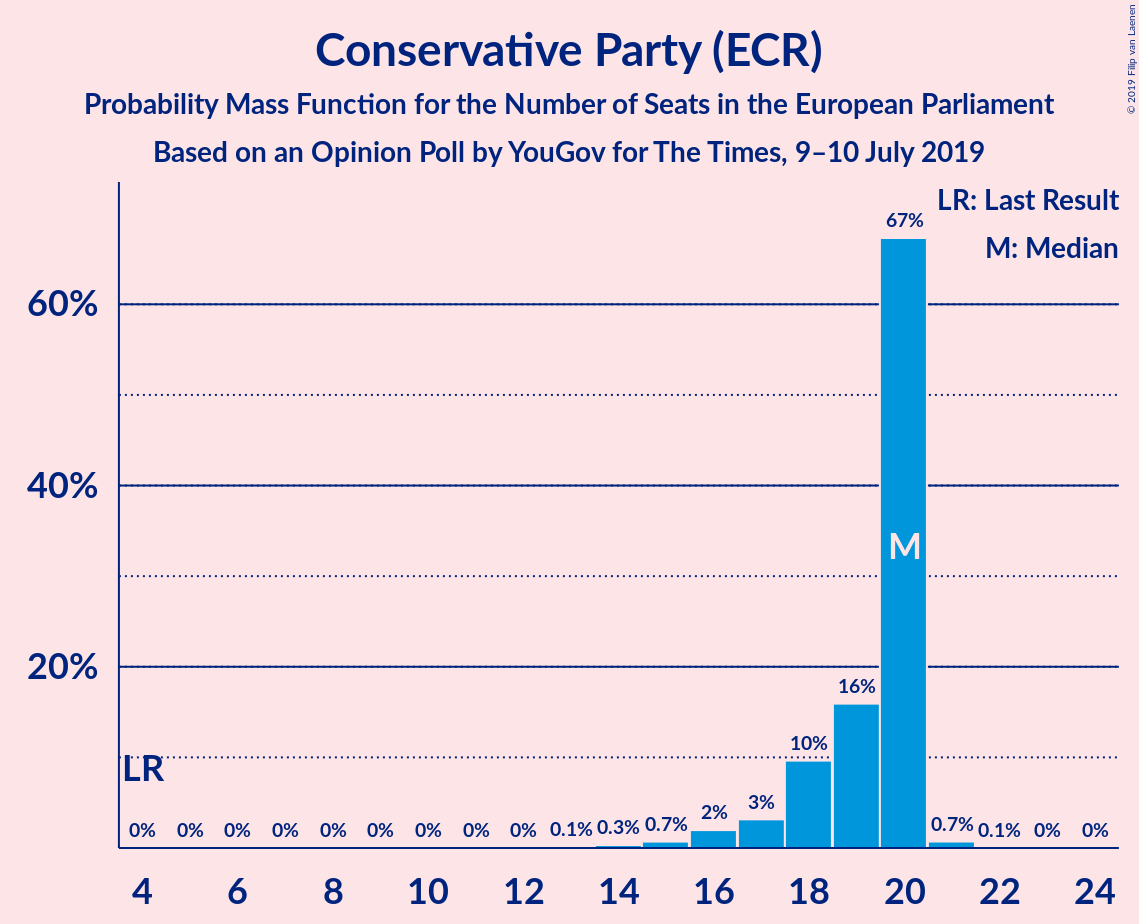 Conservative Party (ECR)
Probability Mass Function for the Number of Seats in the European Parliament
Based on an Opinion Poll by YouGov for The Times, 9–10 July 2019
© 2019 Filip van Laenen
LR: Last Result
M: Median
67%
60%
40%
M
20%
16%
10%
LR
0% 0% 0% 0% 0% 0% 0% 0% 0% 0.1% 0.3% 0.7% 2% 3% 0.7% 0.1% 0% 0%
4 6 8 10 12 14 16 18 20 22 24